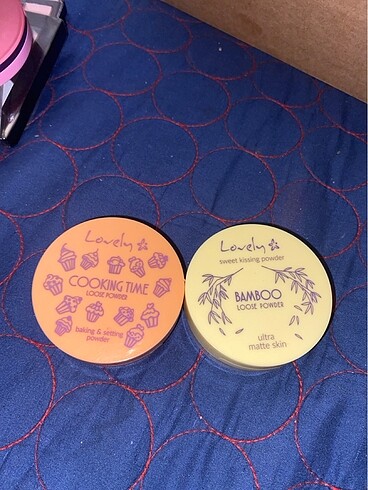 Lovely
COOKING TIME
LOOSE POWDER
baking & setting
powder
Lovely
sweet kissing powder
BAMBOO
LOOSE POWDER
ultra
matte skin